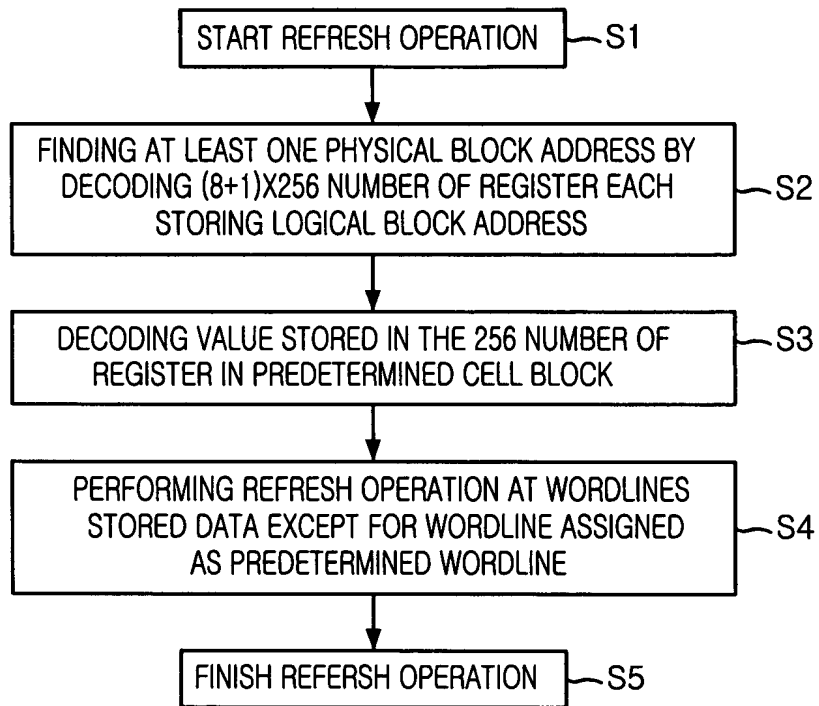 START REFRESH OPERATION
S1
FINDING AT LEAST ONE PHYSICAL BLOCK ADDRESS BY
DECODING (8+1)X256 NUMBER OF REGISTER EACH
STORING LOGICAL BLOCK ADDRESS
S2
DECODING VALUE STORED IN THE 256 NUMBER OF
REGISTER IN PREDETERMINED CELL BLOCK
S3
PERFORMING REFRESH OPERATION AT WORDLINES
STORED DATA EXCEPT FOR WORDLINE ASSIGNED
AS PREDETERMINED WORDLINE
S4
FINISH REFERSH OPERATION
S5